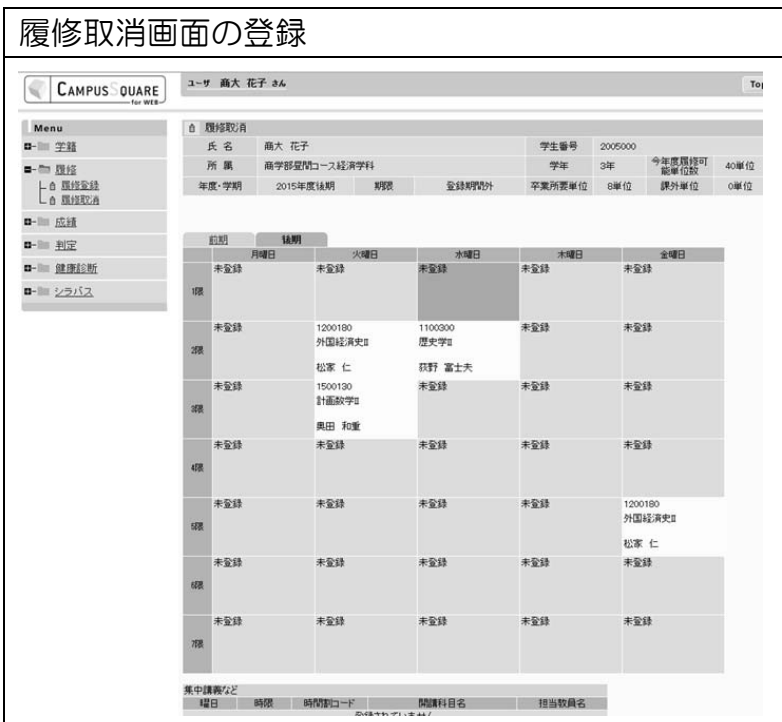 履修取消画面の登録
CAMPUSSQUARE
for WEB
ユーザ 商大 花子 さん
Top
Menu
学籍
履修
履修登録
履修取消
成績
判定
健康診断
シラバス
履修取消
氏 名 商大 花子 学生番号 2005000
所 属 商学部昼間コース経済学科 学年 3年 今年度履修可能単位数 40単位
年度・学期 2015年度後期 期限 登録期間外 卒業所要単位 8単位 課外単位 0単位
前期 後期
月曜日 火曜日 水曜日 木曜日 金曜日
1限 未登録 未登録 未登録 未登録 未登録
2限 未登録 1200180 1100300 未登録 未登録
外国経済史II 歴史学II
松家 仁 荻野 富士夫
3限 未登録 1500130 未登録 未登録 未登録
計画数学II
奥田 和重
4限 未登録 未登録 未登録 未登録 未登録
5限 未登録 未登録 未登録 未登録 1200180
外国経済史II
松家 仁
6限 未登録 未登録 未登録 未登録 未登録
7限 未登録 未登録 未登録 未登録 未登録
集中講義など
曜日 時限 時間割コード 開講科目名 担当教員名
登録されていません